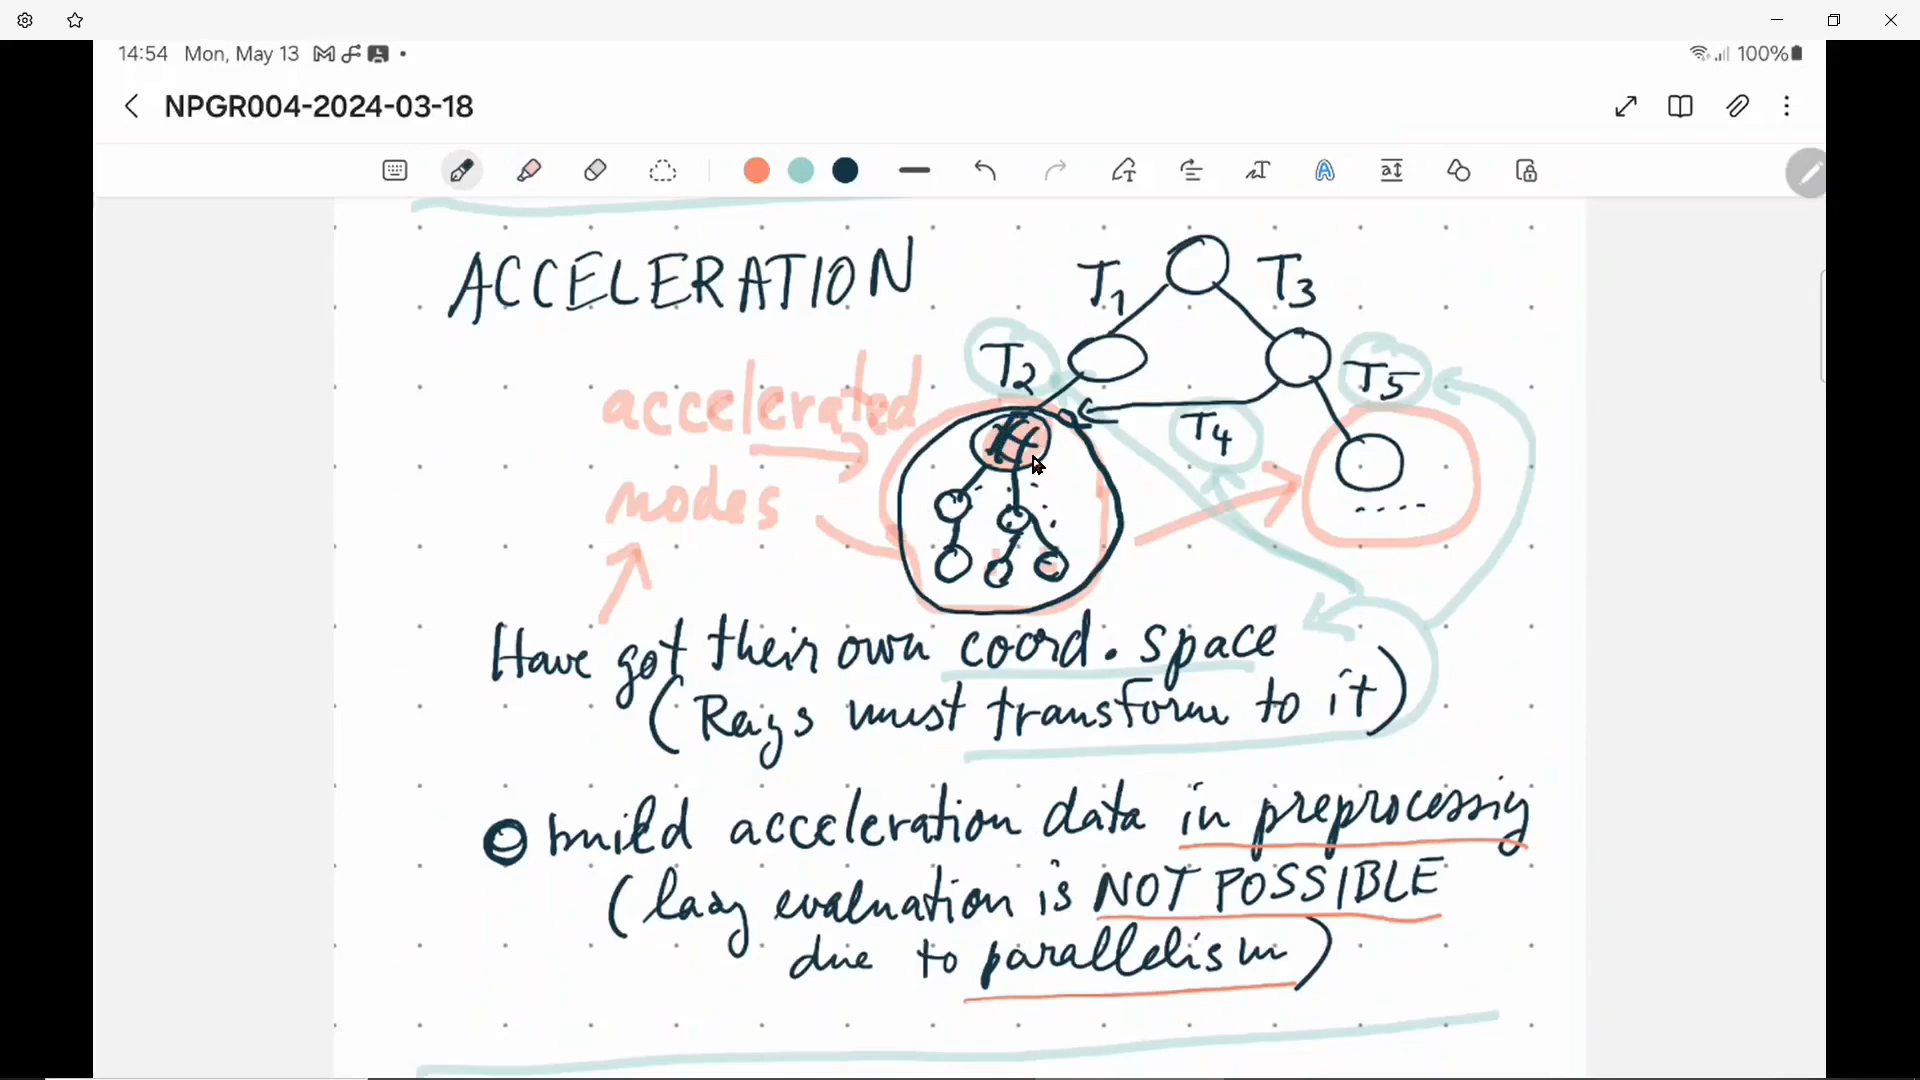 14:54 Mon, May 13
100%
NPGR004-2024-03-18
ACCELERATION
T1
T3
T2
T5
T4
accelerated
nodes
Have got their own coord. space
(Rays must transform to it)
build acceleration data in preprocessing
(lazy evaluation is NOT POSSIBLE
due to parallelism)